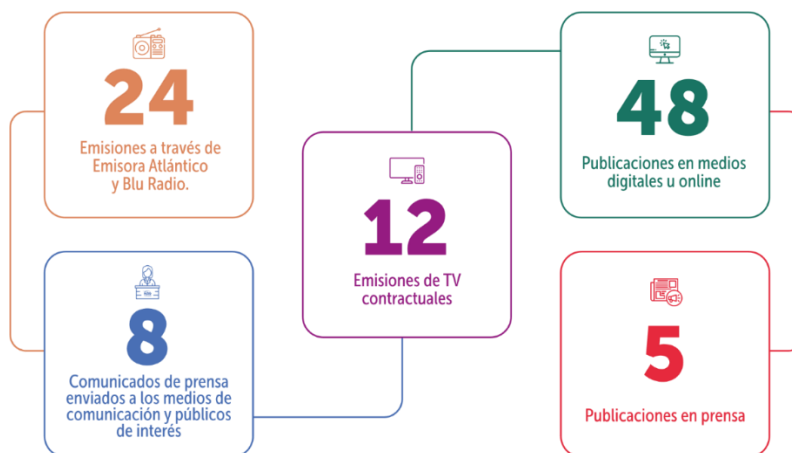 24
Emisiones a través de
Emisora Atlántico
y Blu Radio.
8
Comunicados de prensa
enviados a los medios de
comunicación y públicos
de interés
12
Emisiones de TV
contractuales
48
Publicaciones en medios
digitales u online
5
Publicaciones en prensa